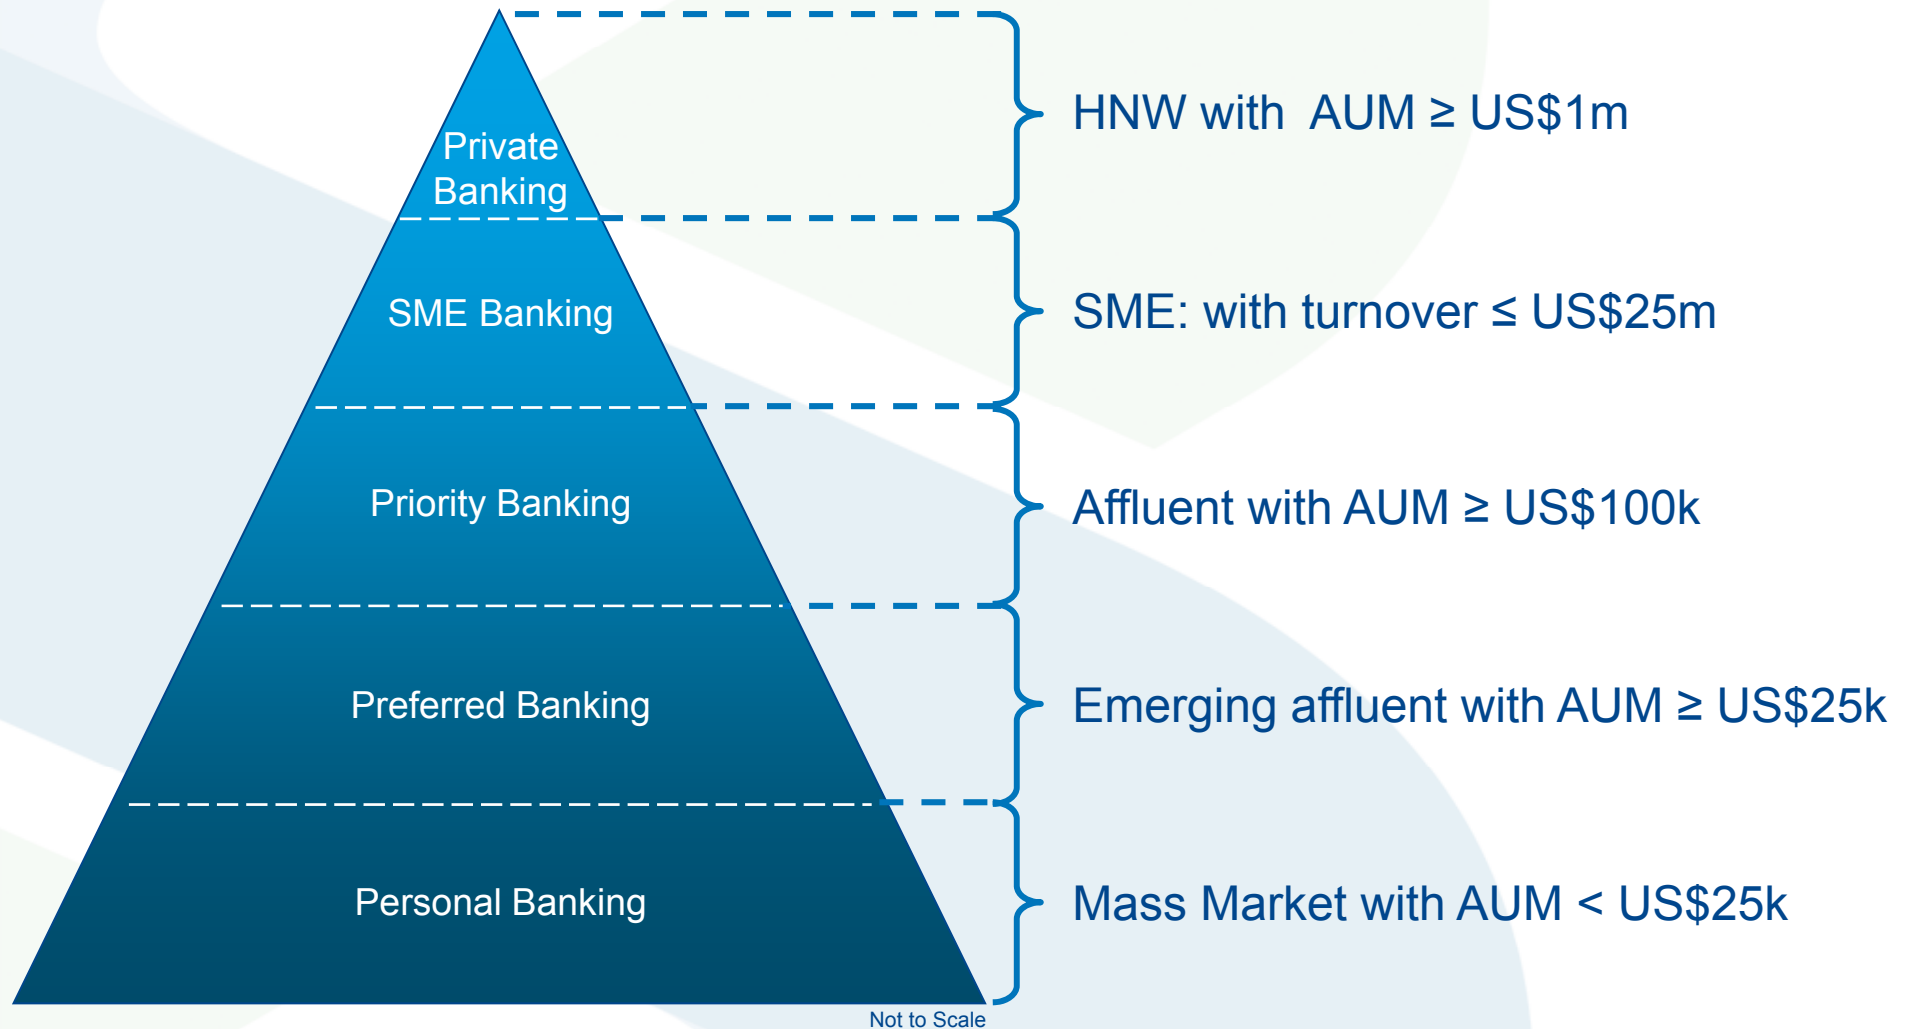 Private
Banking
HNW with  AUM ≥ US$1m
SME Banking
SME: with turnover ≤ US$25m
Priority Banking
Affluent with AUM ≥ US$100k
Preferred Banking
Emerging affluent with AUM ≥ US$25k
Personal Banking
Mass Market with AUM < US$25k
Not to Scale